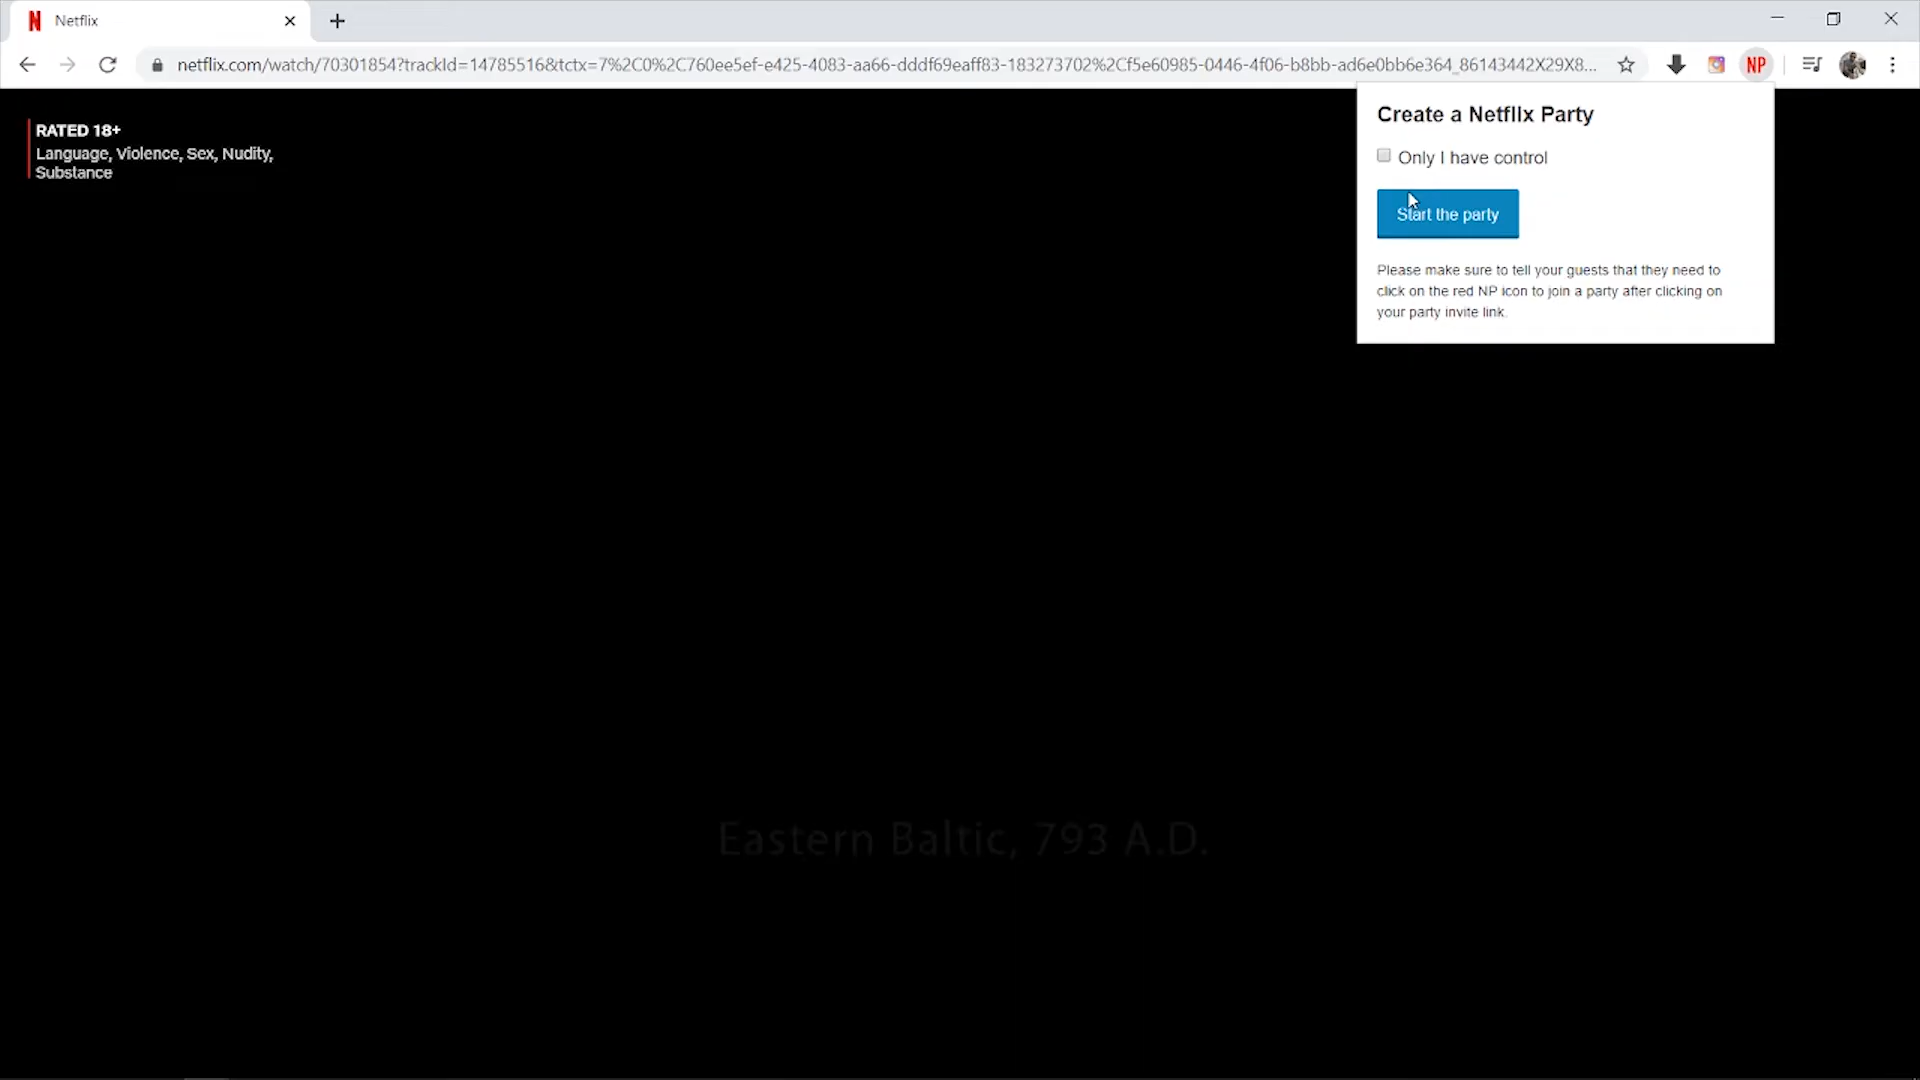 Netflix
netflix.com/watch/70301854?trackId=14785516&tctx=7%2C0%2C760ee5ef-e425-4083-aa66-dddf69eaff83-183273702%2Cf5e60985-0446-4f06-b8bb-ad6e0bb6e364_86143442X29X8...
NP
RATED 18+
Language, Violence, Sex, Nudity,
Substance
Create a Netflix Party
Only I have control
Start the party
Please make sure to tell your guests that they need to
click on the red NP icon to join a party after clicking on
your party invite link.
Eastern Baltic, 793 A.D.